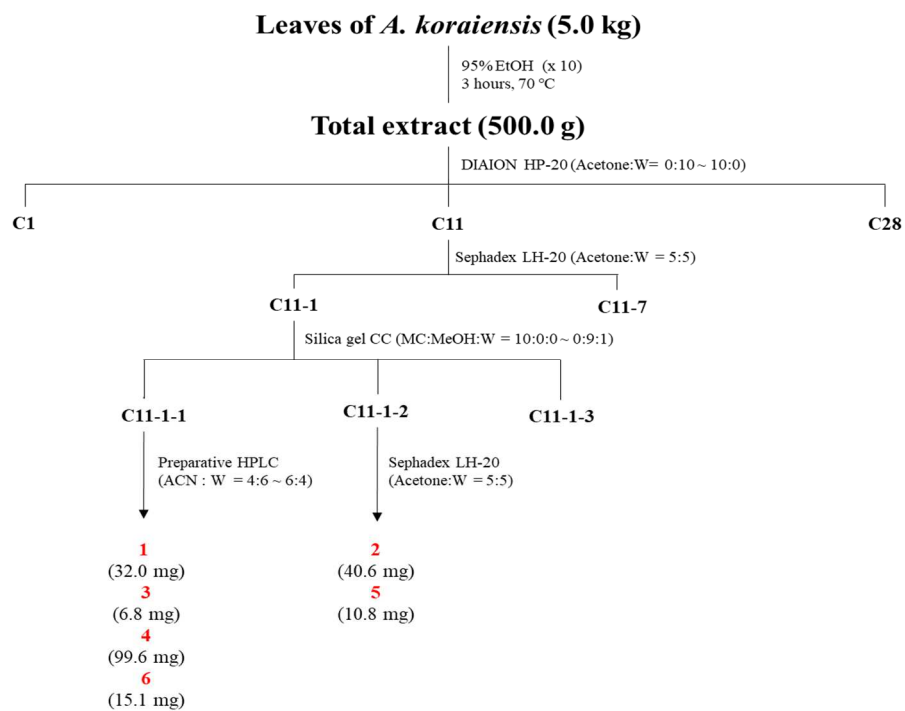 Leaves of A. koraiensis (5.0 kg)
95% EtOH (x 10)
3 hours, 70 ℃
Total extract (500.0 g)
DIAION HP-20 (Acetone:W= 0:10 ~ 10:0)
C1
C11
C28
Sephadex LH-20 (Acetone:W = 5:5)
C11-1
C11-7
Silica gel CC (MC:MeOH:W = 10:0:0 ~ 0:9:1)
C11-1-1
C11-1-2
C11-1-3
Preparative HPLC
(ACN : W = 4:6 ~ 6:4)
Sephadex LH-20
(Acetone:W = 5:5)
1
(32.0 mg)
3
(6.8 mg)
4
(99.6 mg)
6
(15.1 mg)
2
(40.6 mg)
5
(10.8 mg)